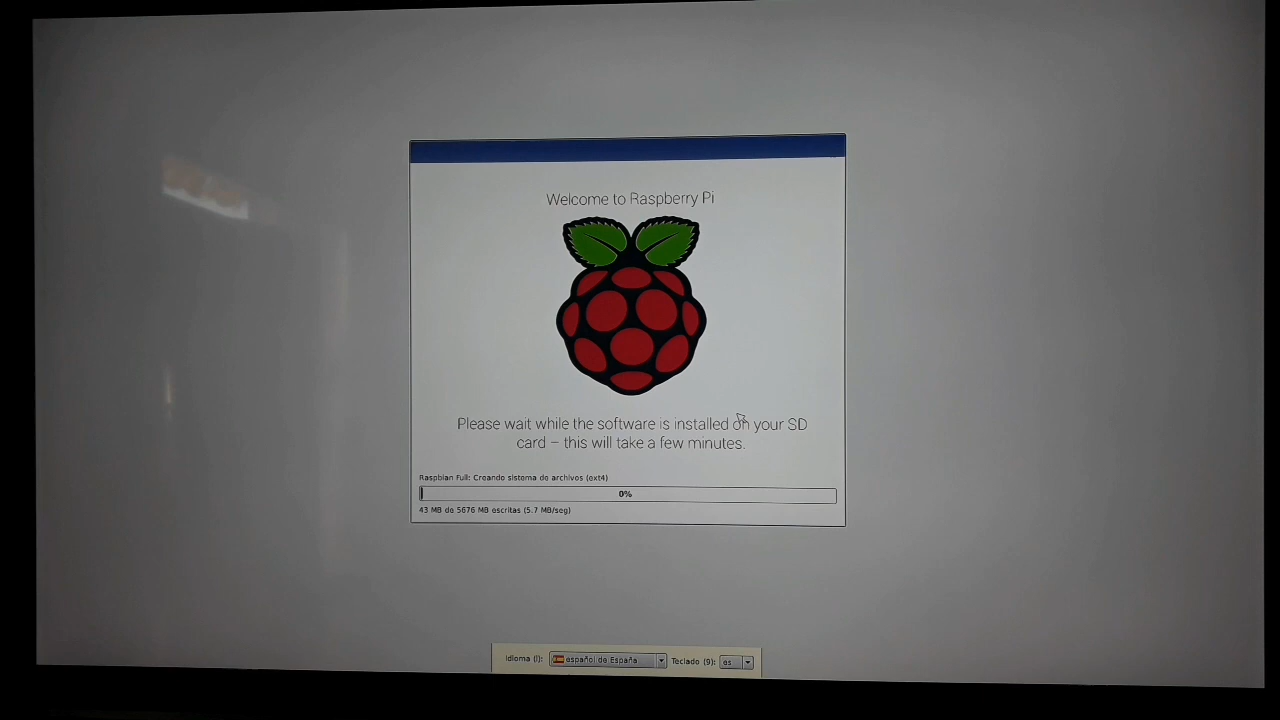 Welcome to Raspberry Pi
Please wait while the software is installed on your SD
card – this will take a few minutes.
Raspbian Full: Creando sistema de archivos (ext4)
0%
43 MB de 5676 MB escritas (5.7 MB/seg)
Idioma (l): español de España Teclado (9): es